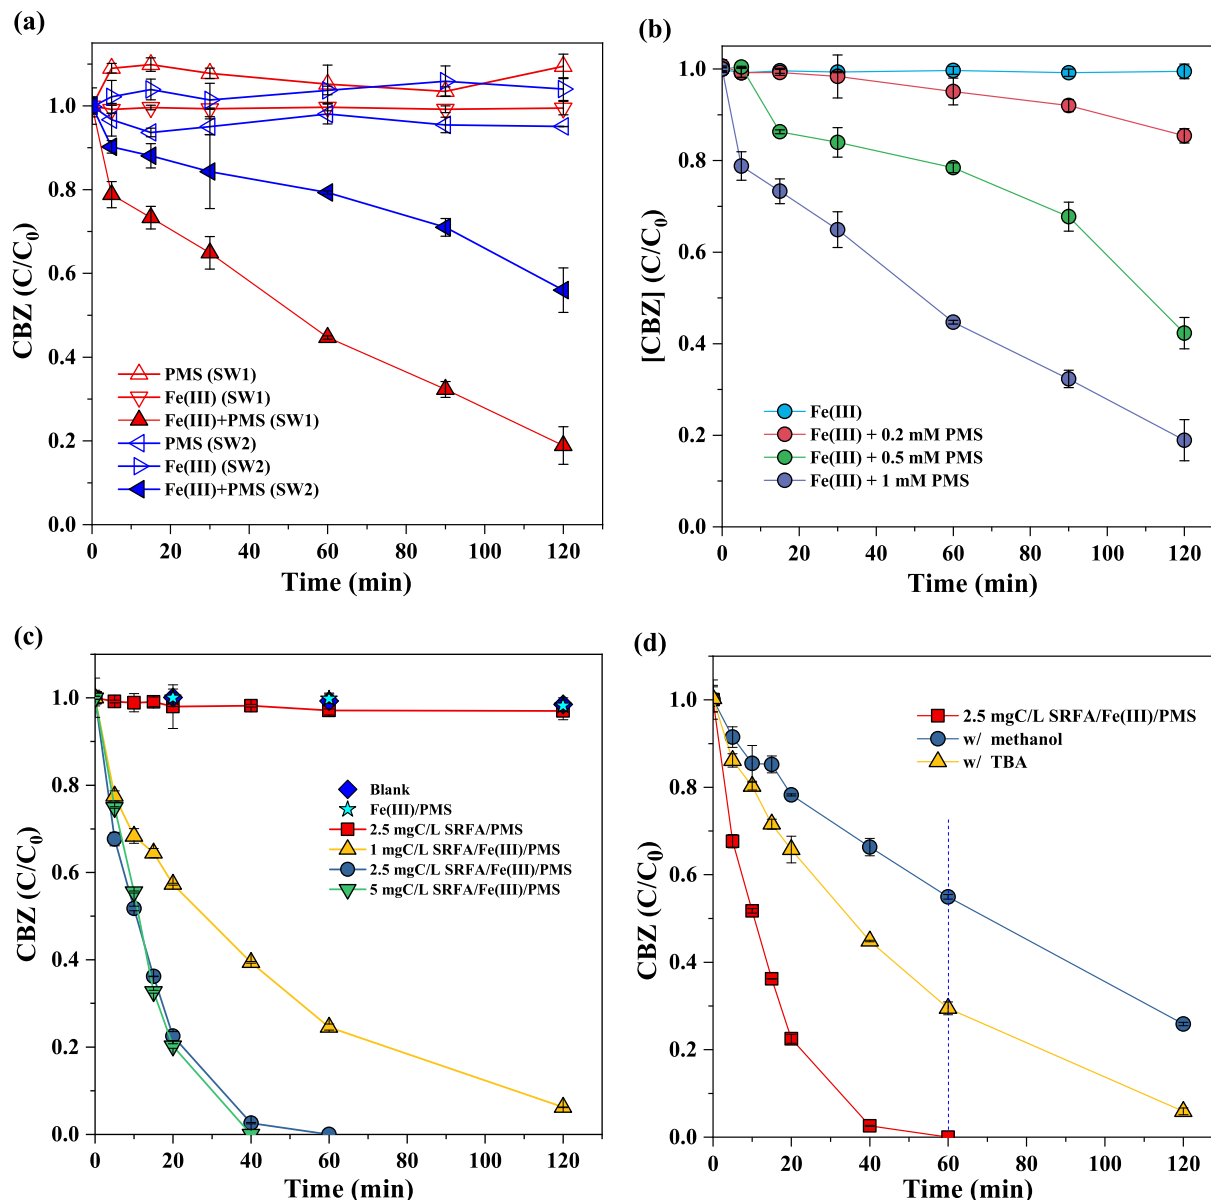 (a)
CBZ (C/C0)
1.0
0.8
0.6
0.4
0.2
0.0
PMS (SW1)
Fe(III) (SW1)
Fe(III)+PMS (SW1)
PMS (SW2)
Fe(III) (SW2)
Fe(III)+PMS (SW2)
0 20 40 60 80 100 120
Time (min)
(b)
[CBZ] (C/C0)
1.0
0.8
0.6
0.4
0.2
0.0
Fe(III)
Fe(III) + 0.2 mM PMS
Fe(III) + 0.5 mM PMS
Fe(III) + 1 mM PMS
0 20 40 60 80 100 120
Time (min)
(c)
CBZ (C/C0)
1.0
0.8
0.6
0.4
0.2
0.0
Blank
Fe(III)/PMS
2.5 mgC/L SRFA/PMS
1 mgC/L SRFA/Fe(III)/PMS
2.5 mgC/L SRFA/Fe(III)/PMS
5 mgC/L SRFA/Fe(III)/PMS
0 20 40 60 80 100 120
Time (min)
(d)
CBZ (C/C0)
1.0
0.8
0.6
0.4
0.2
0.0
2.5 mgC/L SRFA/Fe(III)/PMS
w/ methanol
w/ TBA
0 20 40 60 80 100 120
Time (min)